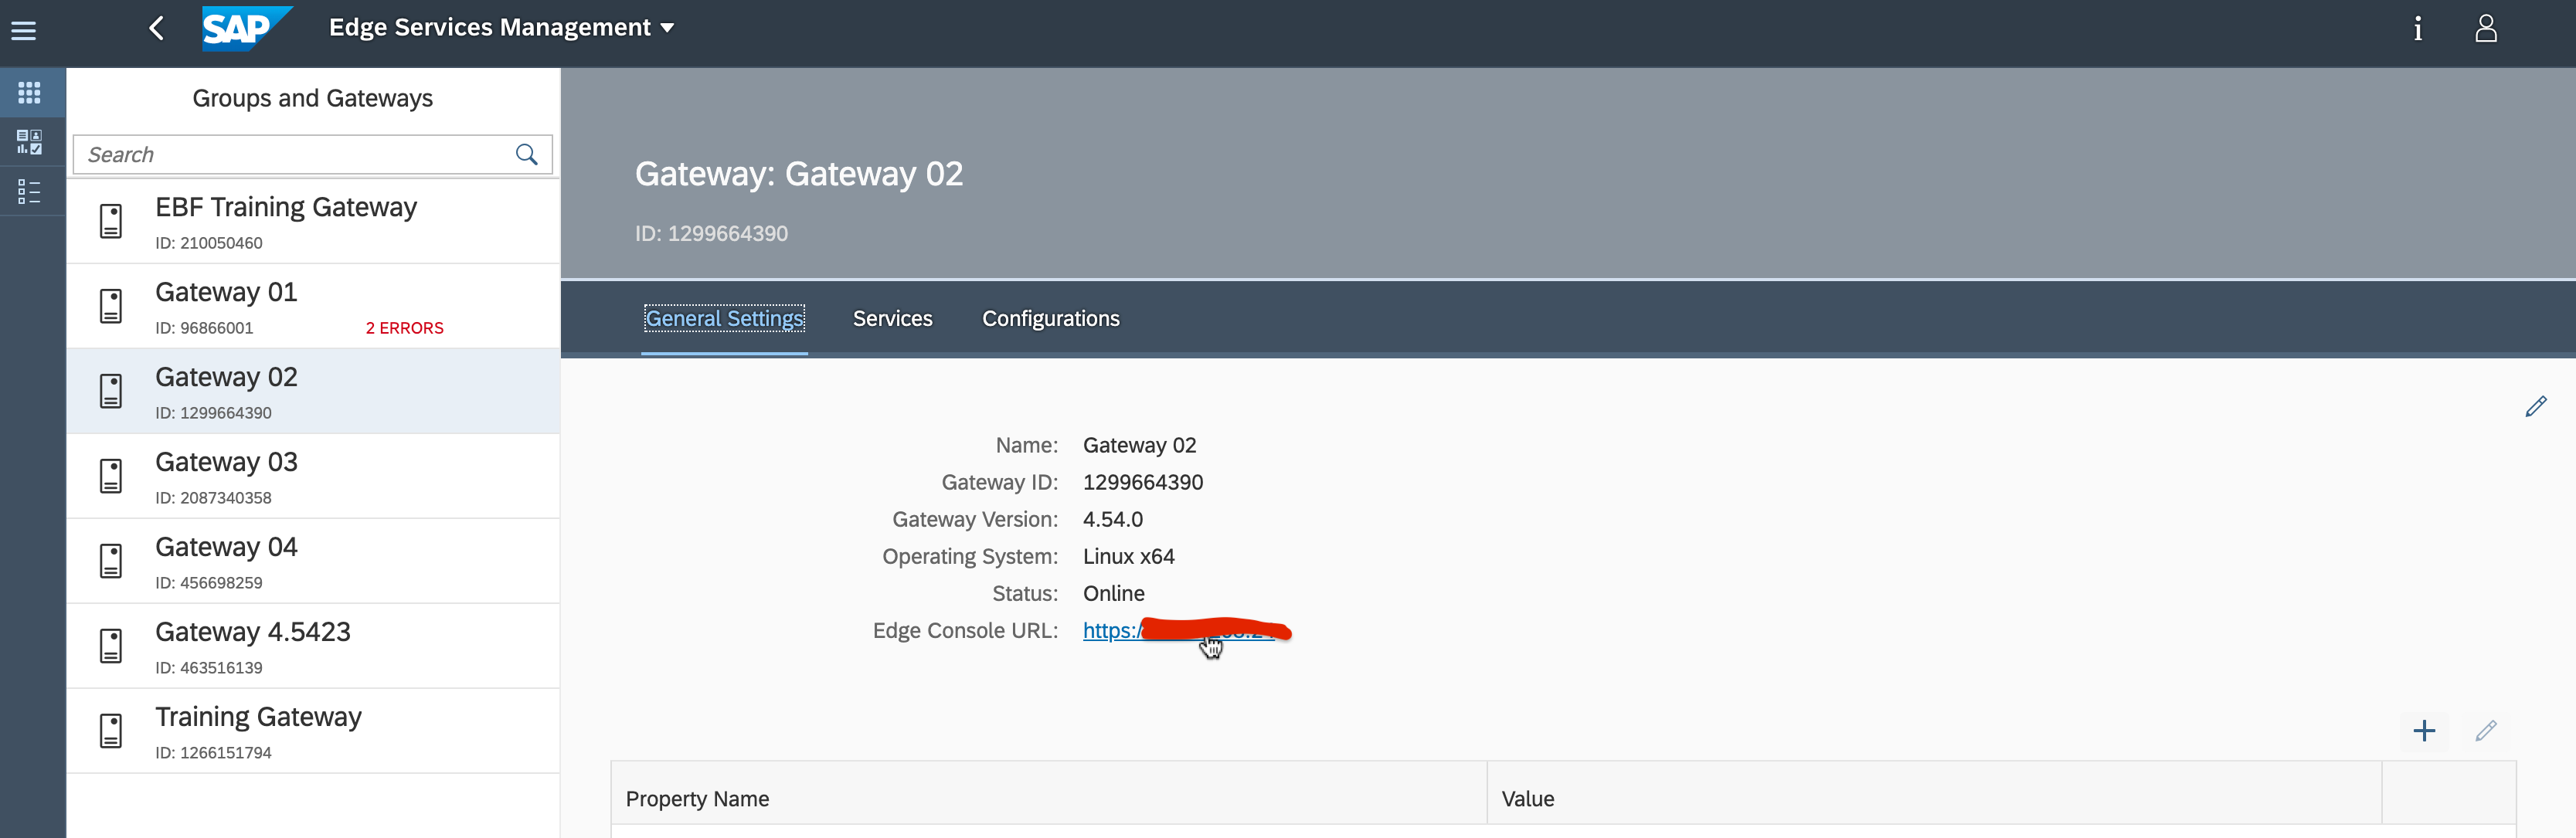 SAP Edge Services Management
Groups and Gateways
Search
EBF Training Gateway
ID: 210050460
Gateway 01
ID: 96866001 2 ERRORS
Gateway 02
ID: 1299664390
Gateway 03
ID: 2087340358
Gateway 04
ID: 456698259
Gateway 4.5423
ID: 463516139
Training Gateway
ID: 1266151794
Gateway: Gateway 02
ID: 1299664390
General Settings Services Configurations
Name: Gateway 02
Gateway ID: 1299664390
Gateway Version: 4.54.0
Operating System: Linux x64
Status: Online
Edge Console URL: https:/
Property Name Value